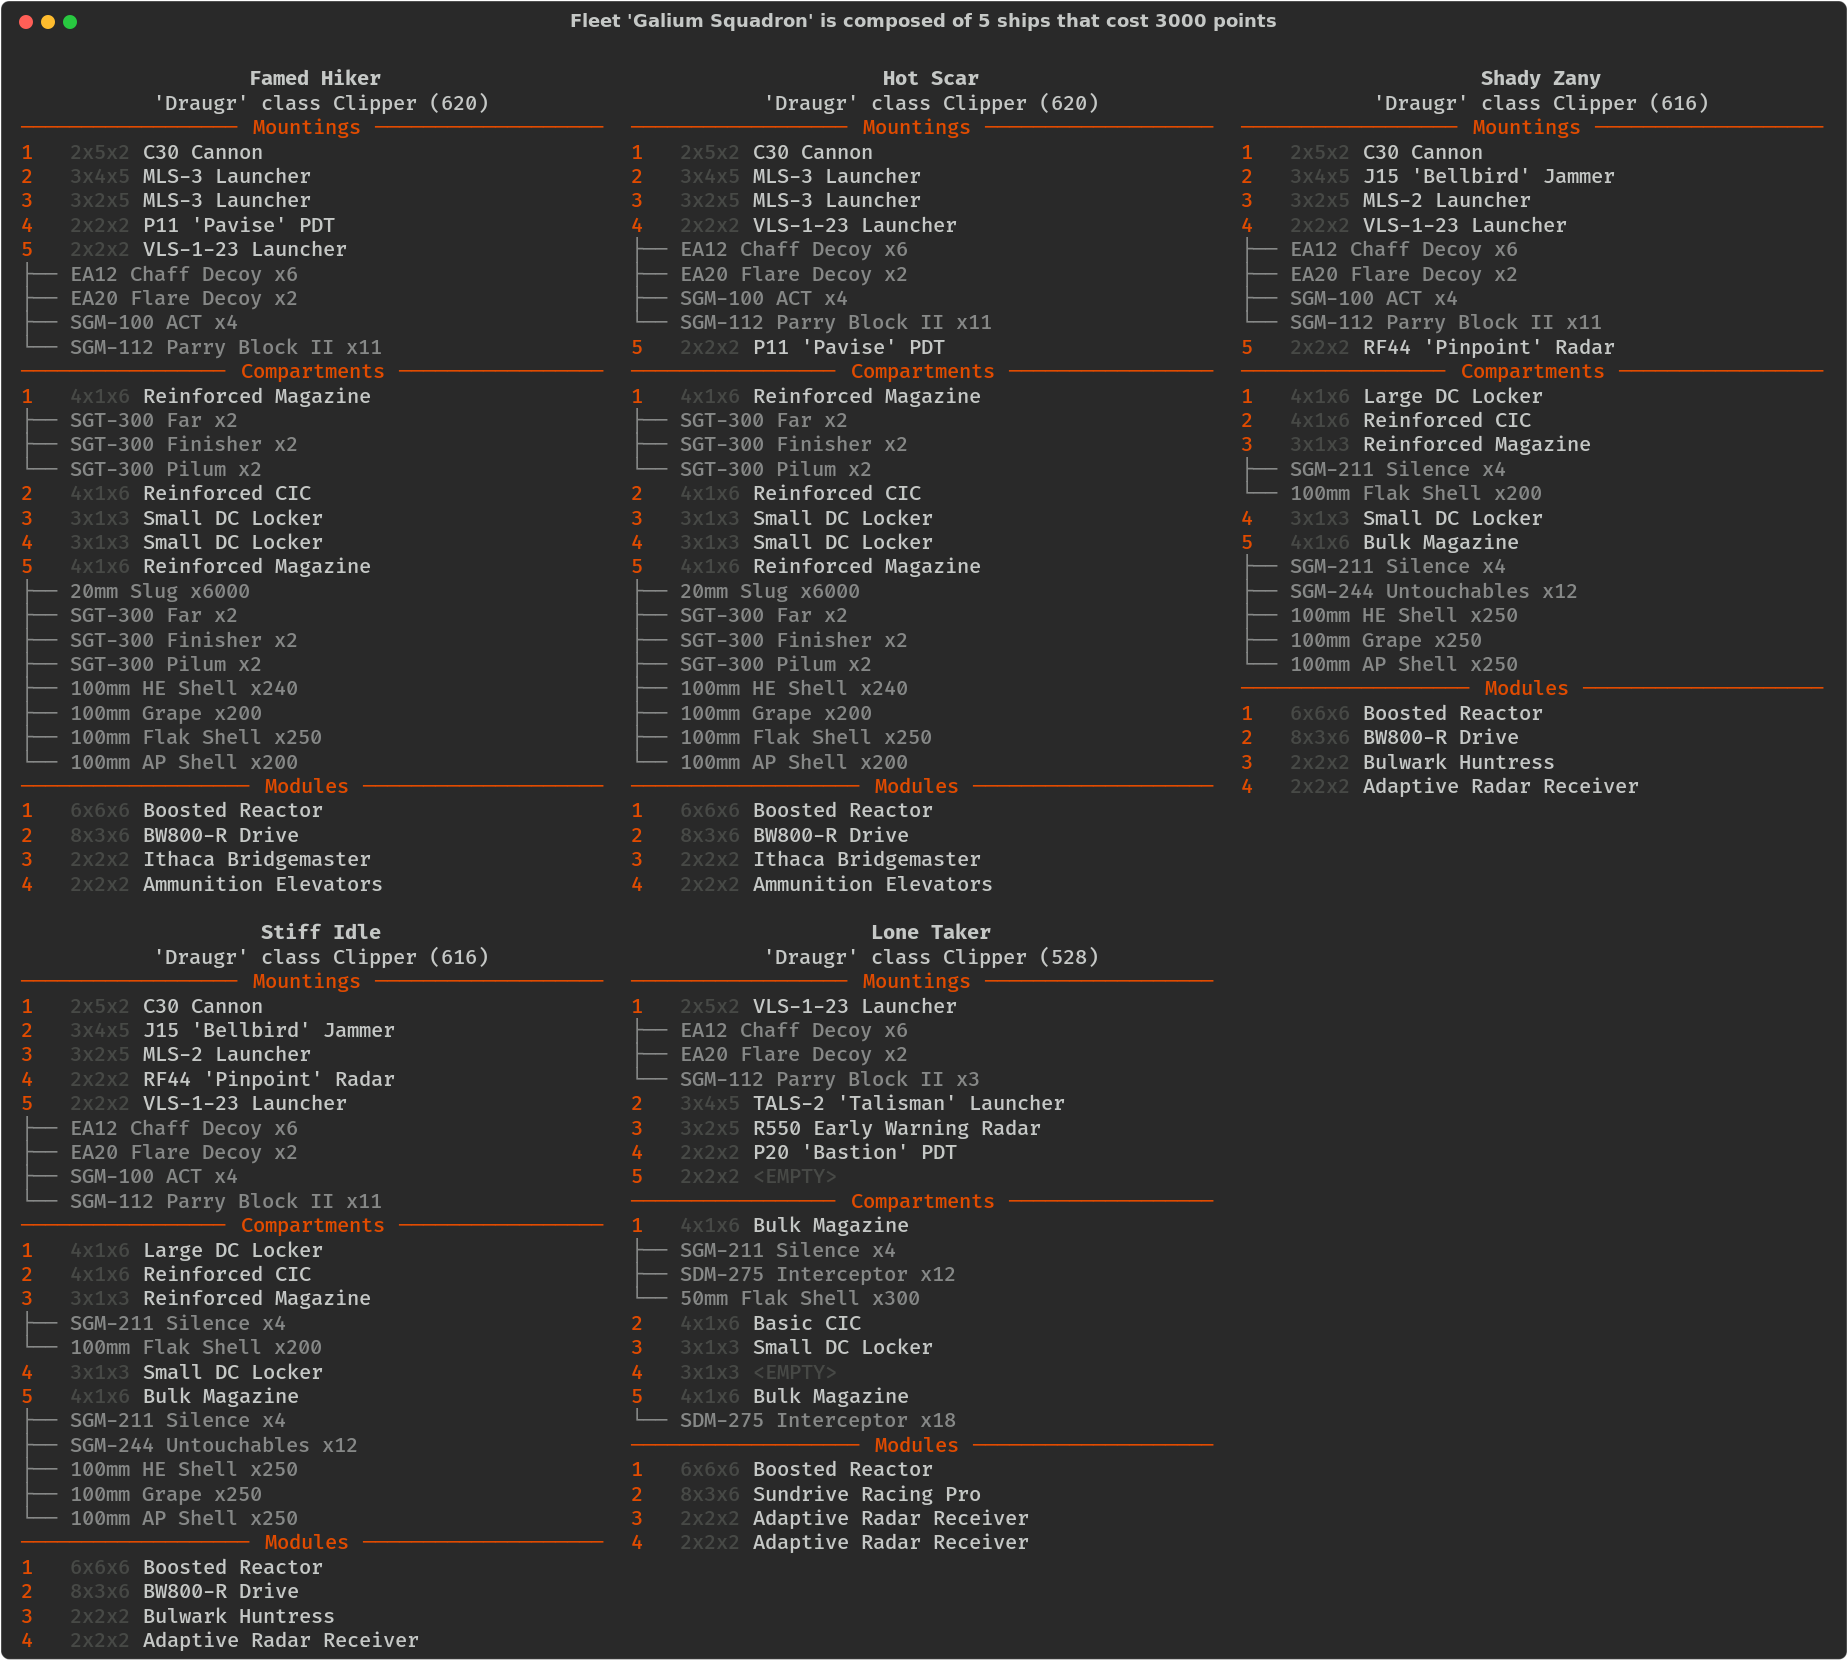 Fleet 'Galium Squadron' is composed of 5 ships that cost 3000 points
Famed Hiker
'Draugr' class Clipper (620)
Mountings
1 2x5x2 C30 Cannon
2 3x4x5 MLS-3 Launcher
3 3x2x5 MLS-3 Launcher
4 2x2x2 P11 'Pavise' PDT
5 2x2x2 VLS-1-23 Launcher
EA12 Chaff Decoy x6
EA20 Flare Decoy x2
SGM-100 ACT x4
SGM-112 Parry Block II x11
Compartments
1 4x1x6 Reinforced Magazine
SGT-300 Far x2
SGT-300 Finisher x2
SGT-300 Pilum x2
2 4x1x6 Reinforced CIC
3 3x1x3 Small DC Locker
4 3x1x3 Small DC Locker
5 4x1x6 Reinforced Magazine
20mm Slug x6000
SGT-300 Far x2
SGT-300 Finisher x2
SGT-300 Pilum x2
100mm HE Shell x240
100mm Grape x200
100mm Flak Shell x250
100mm AP Shell x200
Modules
1 6x6x6 Boosted Reactor
2 8x3x6 BW800-R Drive
3 2x2x2 Ithaca Bridgemaster
4 2x2x2 Ammunition Elevators
Hot Scar
'Draugr' class Clipper (620)
Mountings
1 2x5x2 C30 Cannon
2 3x4x5 MLS-3 Launcher
3 3x2x5 MLS-3 Launcher
4 2x2x2 VLS-1-23 Launcher
EA12 Chaff Decoy x6
EA20 Flare Decoy x2
SGM-100 ACT x4
SGM-112 Parry Block II x11
5 2x2x2 P11 'Pavise' PDT
Compartments
1 4x1x6 Reinforced Magazine
SGT-300 Far x2
SGT-300 Finisher x2
SGT-300 Pilum x2
2 4x1x6 Reinforced CIC
3 3x1x3 Small DC Locker
4 3x1x3 Small DC Locker
5 4x1x6 Reinforced Magazine
20mm Slug x6000
SGT-300 Far x2
SGT-300 Finisher x2
SGT-300 Pilum x2
100mm HE Shell x240
100mm Grape x200
100mm Flak Shell x250
100mm AP Shell x200
Modules
1 6x6x6 Boosted Reactor
2 8x3x6 BW800-R Drive
3 2x2x2 Ithaca Bridgemaster
4 2x2x2 Ammunition Elevators
Shady Zany
'Draugr' class Clipper (616)
Mountings
1 2x5x2 C30 Cannon
2 3x4x5 J15 'Bellbird' Jammer
3 3x2x5 MLS-2 Launcher
4 2x2x2 VLS-1-23 Launcher
EA12 Chaff Decoy x6
EA20 Flare Decoy x2
SGM-100 ACT x4
SGM-112 Parry Block II x11
5 2x2x2 RF44 'Pinpoint' Radar
Compartments
1 4x1x6 Large DC Locker
2 4x1x6 Reinforced CIC
3 3x1x3 Reinforced Magazine
SGM-211 Silence x4
100mm Flak Shell x200
4 3x1x3 Small DC Locker
5 4x1x6 Bulk Magazine
SGM-211 Silence x4
SGM-244 Untouchables x12
100mm HE Shell x250
100mm Grape x250
100mm AP Shell x250
Modules
1 6x6x6 Boosted Reactor
2 8x3x6 BW800-R Drive
3 2x2x2 Bulwark Huntress
4 2x2x2 Adaptive Radar Receiver
Stiff Idle
'Draugr' class Clipper (616)
Mountings
1 2x5x2 C30 Cannon
2 3x4x5 J15 'Bellbird' Jammer
3 3x2x5 MLS-2 Launcher
4 2x2x2 RF44 'Pinpoint' Radar
5 2x2x2 VLS-1-23 Launcher
EA12 Chaff Decoy x6
EA20 Flare Decoy x2
SGM-100 ACT x4
SGM-112 Parry Block II x11
Compartments
1 4x1x6 Large DC Locker
2 4x1x6 Reinforced CIC
3 3x1x3 Reinforced Magazine
SGM-211 Silence x4
100mm Flak Shell x200
4 3x1x3 Small DC Locker
5 4x1x6 Bulk Magazine
SGM-211 Silence x4
SGM-244 Untouchables x12
100mm HE Shell x250
100mm Grape x250
100mm AP Shell x250
Modules
1 6x6x6 Boosted Reactor
2 8x3x6 BW800-R Drive
3 2x2x2 Bulwark Huntress
4 2x2x2 Adaptive Radar Receiver
Lone Taker
'Draugr' class Clipper (528)
Mountings
1 2x5x2 VLS-1-23 Launcher
EA12 Chaff Decoy x6
EA20 Flare Decoy x2
SGM-112 Parry Block II x3
2 3x4x5 TALS-2 'Talisman' Launcher
3 3x2x5 R550 Early Warning Radar
4 2x2x2 P20 'Bastion' PDT
5 2x2x2 <EMPTY>
Compartments
1 4x1x6 Bulk Magazine
SGM-211 Silence x4
SDM-275 Interceptor x12
50mm Flak Shell x300
2 4x1x6 Basic CIC
3 3x1x3 Small DC Locker
4 3x1x3 <EMPTY>
5 4x1x6 Bulk Magazine
SDM-275 Interceptor x18
Modules
1 6x6x6 Boosted Reactor
2 8x3x6 Sundrive Racing Pro
3 2x2x2 Adaptive Radar Receiver
4 2x2x2 Adaptive Radar Receiver